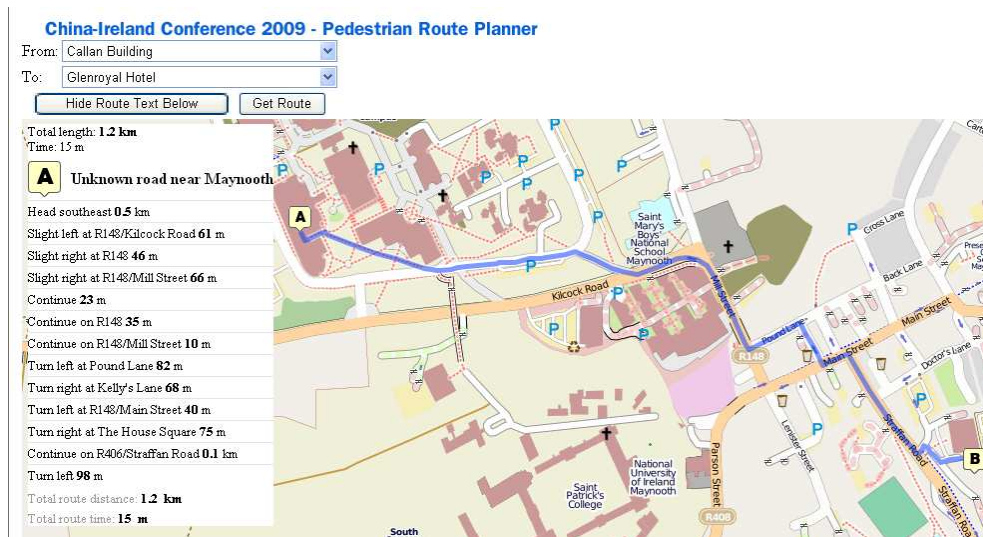 China-Ireland Conference 2009 - Pedestrian Route Planner
From: Callan Building
To: Glenroyal Hotel
Hide Route Text Below Get Route
Total length: 1.2 km
Time: 15 m
A Unknown road near Maynooth
Head southeast 0.5 km
Slight left at R148/Kilcock Road 61 m
Slight right at R148 46 m
Slight right at R148/Mill Street 66 m
Continue 23 m
Continue on R148 35 m
Continue on R148/Mill Street 10 m
Turn left at Pound Lane 82 m
Turn right at Kelly's Lane 68 m
Turn left at R148/Main Street 40 m
Turn right at The House Square 75 m
Continue on R406/Straffan Road 0.1 km
Turn left 98 m
Total route distance: 1.2 km
Total route time: 15 m
P
P
P
P
P
P
P
A
P
Saint
Mary's
Boys'
National
School
Maynooth
P
Cross Lane
Back Lane
P
Kilcock Road
P
P
P
Mill Street
Pound Lane
R148
Main Street
Main Street
Doctor's Lane
P
P
Leinster Street
Straffan Road
B
Straffan Roa
Parson Street
National
University
of Ireland
Maynooth
Saint
Patrick's
College
R408
South